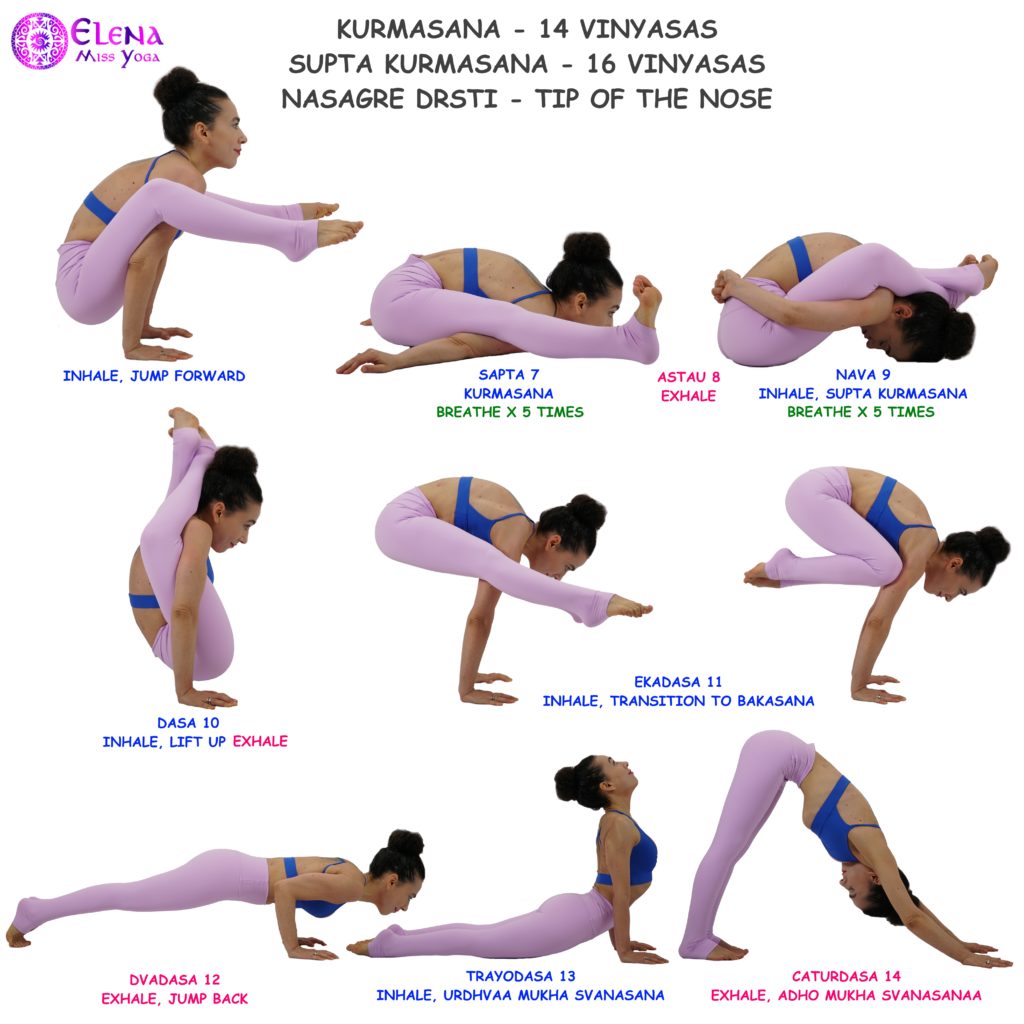 ELENA
MISS YOGA
KURMASANA - 14 VINYASAS
SUPTA KURMASANA - 16 VINYASAS
NASAGRE DRSTI - TIP OF THE NOSE
INHALE, JUMP FORWARD
SAPTA 7
KURMASANA
BREATHE X 5 TIMES
ASTAU 8
EXHALE
NAVA 9
INHALE, SUPTA KURMASANA
BREATHE X 5 TIMES
DASA 10
INHALE, LIFT UP EXHALE
EKADASA 11
INHALE, TRANSITION TO BAKASANA
DVADASA 12
EXHALE, JUMP BACK
TRAYODASA 13
INHALE, URDHVAA MUKHA SVANASANA
CATURDASA 14
EXHALE, ADHO MUKHA SVANASANAA